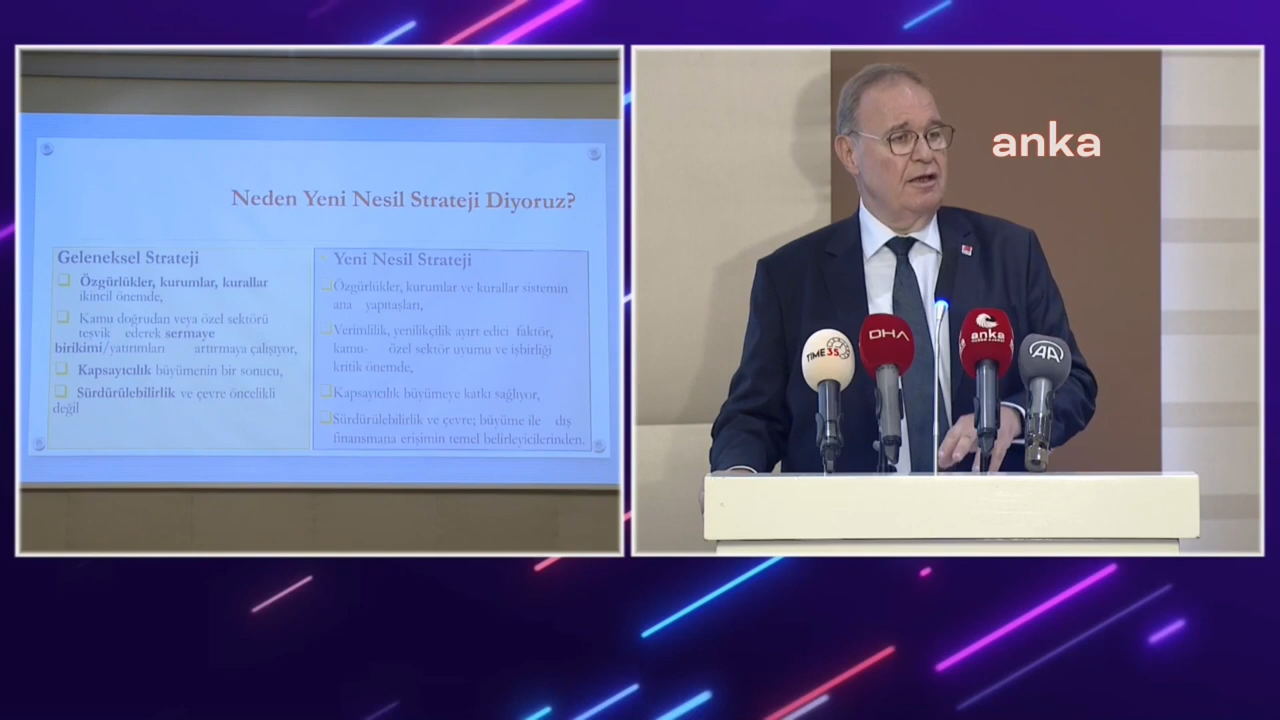 Neden Yeni Nesil Strateji Diyoruz?
Geleneksel Strateji
Özgürlükler, kurumlar, kurallar
ikincil önemde,
Kamu doğrudan veya özel sektörü
teşvik ederek sermaye
birikimi/yatırımları artırmaya çalışıyor,
Kapsayıcılık büyümenin bir sonucu,
Sürdürülebilirlik ve çevre öncelikli
değil
Yeni Nesil Strateji
Özgürlükler, kurumlar ve kurallar sistemin
ana yapıtaşları,
Verimlilik, yenilikçilik ayırt edici faktör,
kamu- özel sektör uyumu ve işbirliği
kritik önemde,
Kapsayıcılık büyümeye katkı sağlıyor,
Sürdürülebilirlik ve çevre; büyüme ile dış
finansmana erişimin temel belirleyicilerinden.
anka
TIME 35
DHA
anka
AA